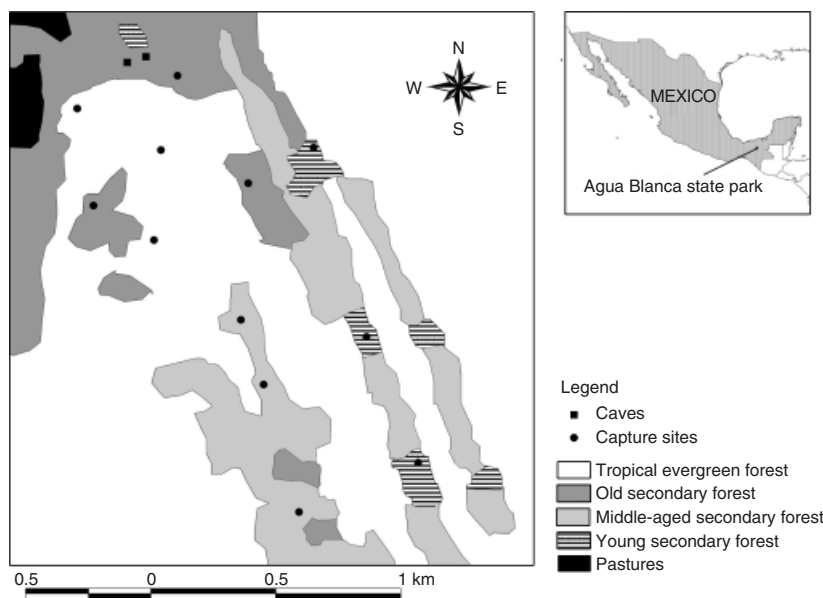 N
W E
S
MEXICO
Agua Blanca state park
Legend
Caves
Capture sites
Tropical evergreen forest
Old secondary forest
Middle-aged secondary forest
Young secondary forest
Pastures
0.5 0 0.5 1 km